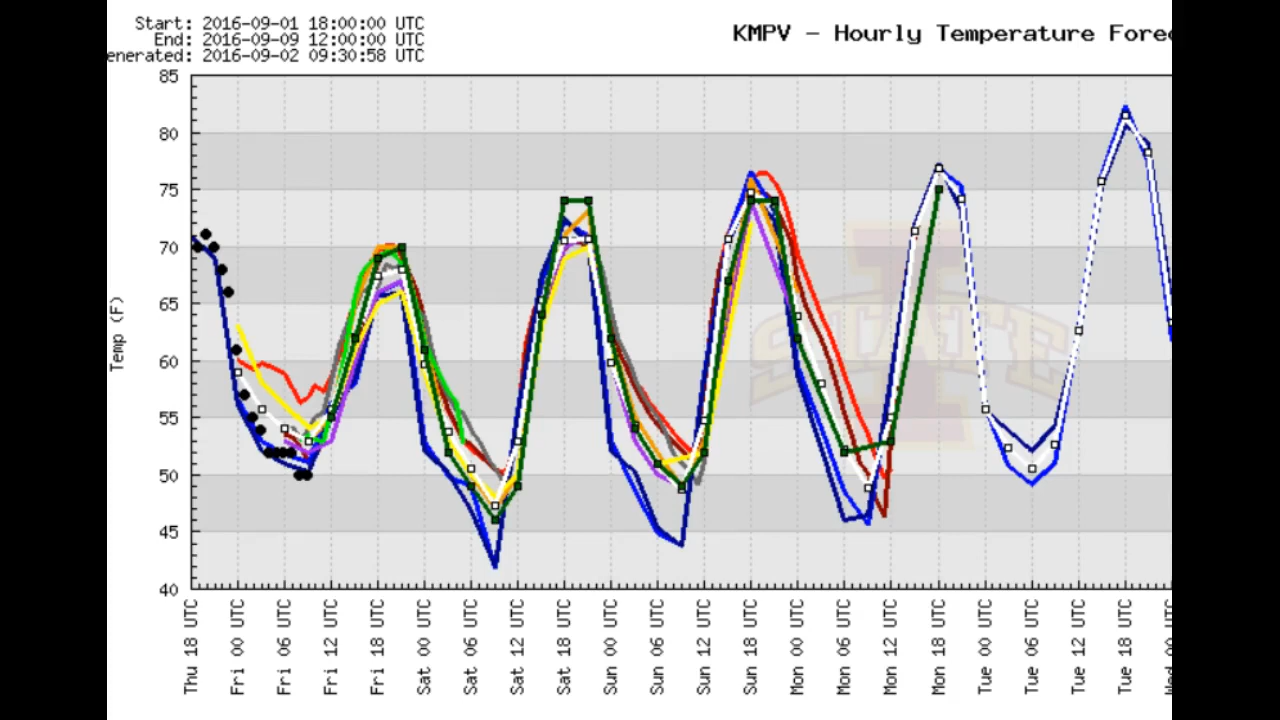 Start: 2016-09-01 18:00:00 UTC
End: 2016-09-09 12:00:00 UTC
enerated: 2016-09-02 09:30:58 UTC
KMPV - Hourly Temperature Forec
85
80
75
70
65
60
55
50
45
40
Temp (F)
STATE
Thu 18 UTC
Fri 00 UTC
Fri 06 UTC
Fri 12 UTC
Fri 18 UTC
Sat 00 UTC
Sat 06 UTC
Sat 12 UTC
Sat 18 UTC
Sun 00 UTC
Sun 06 UTC
Sun 12 UTC
Sun 18 UTC
Mon 00 UTC
Mon 06 UTC
Mon 12 UTC
Mon 18 UTC
Tue 00 UTC
Tue 06 UTC
Tue 12 UTC
Tue 18 UTC
Wed 00 UTC